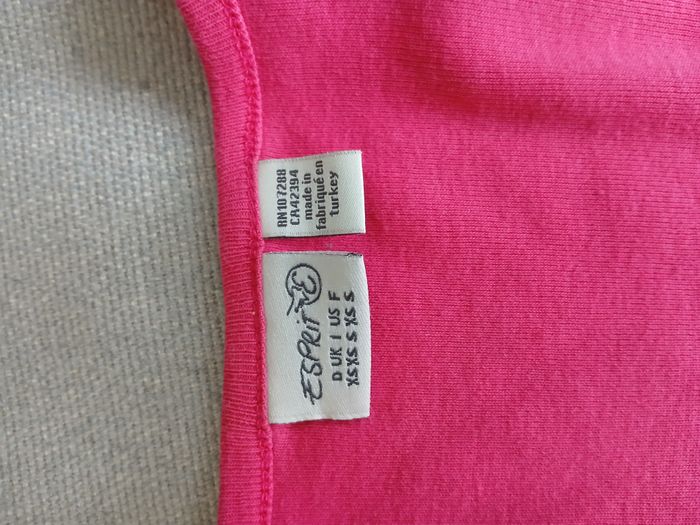 ESPRIT
D UK I US F
XS XS S XS S
RN107288
CA42394
made in
fabriqué en
turkey